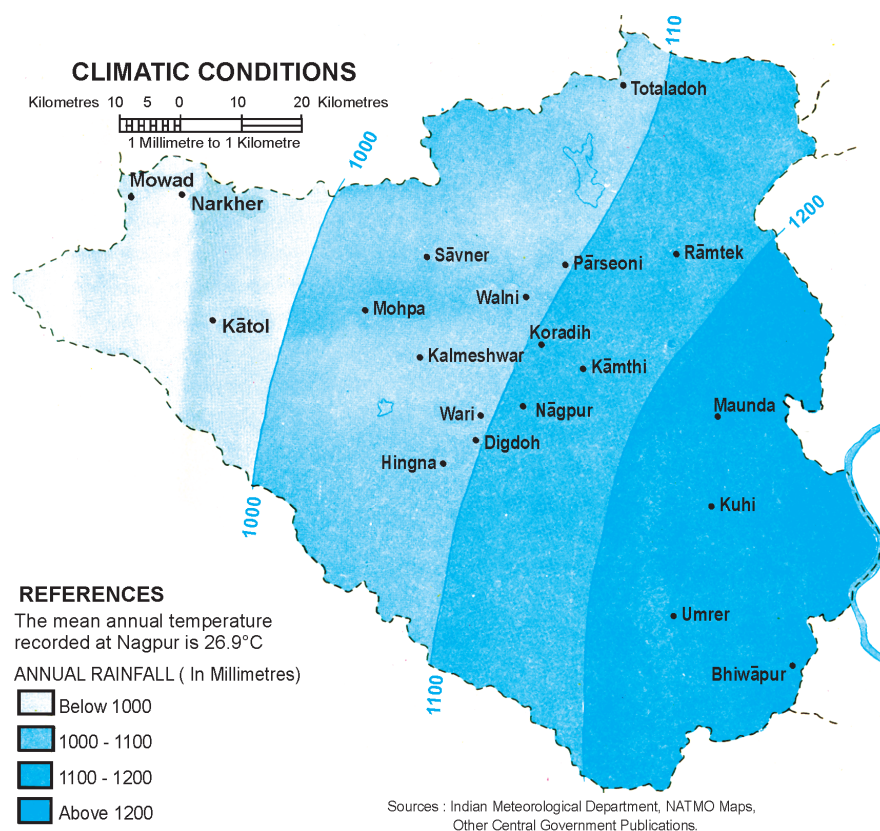 CLIMATIC CONDITIONS
Kilometres 10 5 0 10 20 Kilometres
1 Millimetre to 1 Kilometre
110
1000
1200
Totaladoh
Mowad
Narkher
Sāvner
Pārseoni
Rāmtek
Walni
Mohpa
Kātol
Koradih
Kalmeshwar
Kāmthi
Wari
Nāgpur
Maunda
Digdoh
Hingna
Kuhi
1000
Umrer
Bhiwāpur
1100
REFERENCES
The mean annual temperature
recorded at Nagpur is 26.9°C
ANNUAL RAINFALL ( In Millimetres)
Below 1000
1000 - 1100
1100 - 1200
Above 1200
Sources : Indian Meteorological Department, NATMO Maps,
Other Central Government Publications.